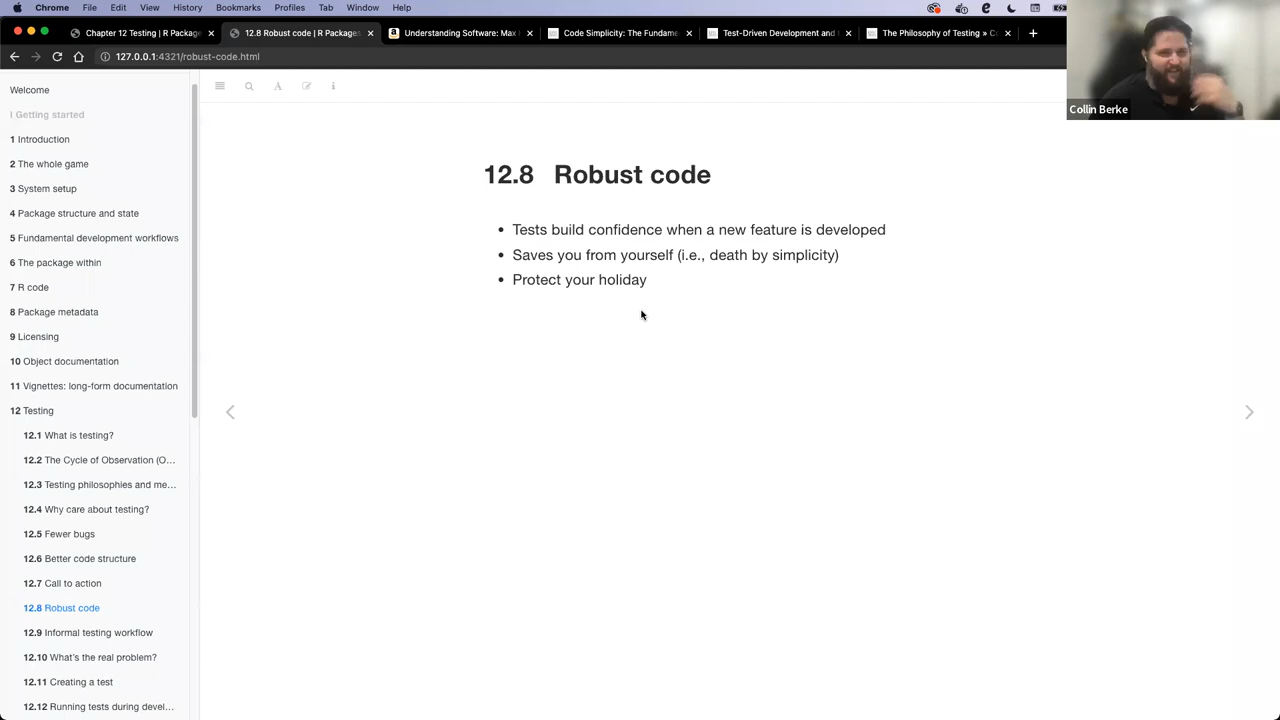 Chrome File Edit View History Bookmarks Profiles Tab Window Help
Chapter 12 Testing | R Package
12.8 Robust code | R Packages
Understanding Software: Max
Code Simplicity: The Fundame
Test-Driven Development and
The Philosophy of Testing » Co
127.0.0.1:4321/robust-code.html
Collin Berke
Welcome
I Getting started
1 Introduction
2 The whole game
3 System setup
4 Package structure and state
5 Fundamental development workflows
6 The package within
7 R code
8 Package metadata
9 Licensing
10 Object documentation
11 Vignettes: long-form documentation
12 Testing
12.1 What is testing?
12.2 The Cycle of Observation (O...
12.3 Testing philosophies and me...
12.4 Why care about testing?
12.5 Fewer bugs
12.6 Better code structure
12.7 Call to action
12.8 Robust code
12.9 Informal testing workflow
12.10 What's the real problem?
12.11 Creating a test
12.12 Running tests during devel...
12.8 Robust code
• Tests build confidence when a new feature is developed
• Saves you from yourself (i.e., death by simplicity)
• Protect your holiday